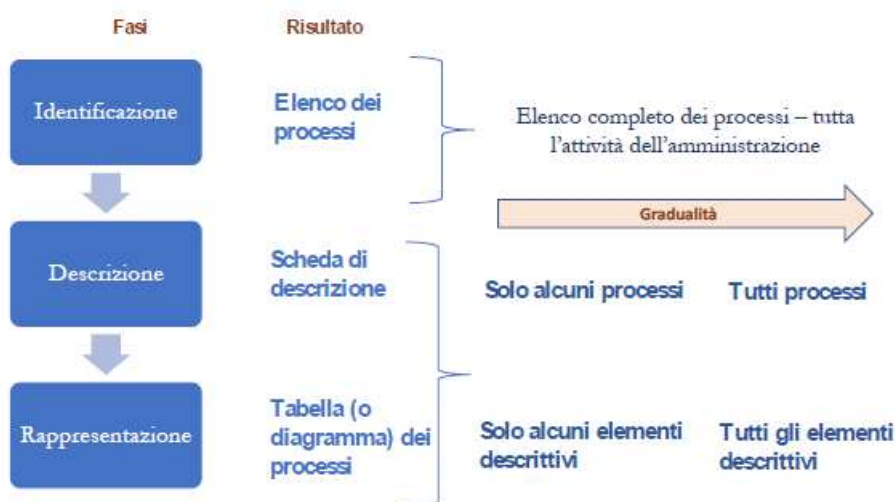 Fasi
Risultato
Identificazione
Elenco dei
processi
Elenco completo dei processi – tutta
l'attività dell'amministrazione
Gradualità
Descrizione
Scheda di
descrizione
Solo alcuni processi
Tutti processi
Rappresentazione
Tabella (o
diagramma) dei
processi
Solo alcuni elementi
descrittivi
Tutti gli elementi
descrittivi